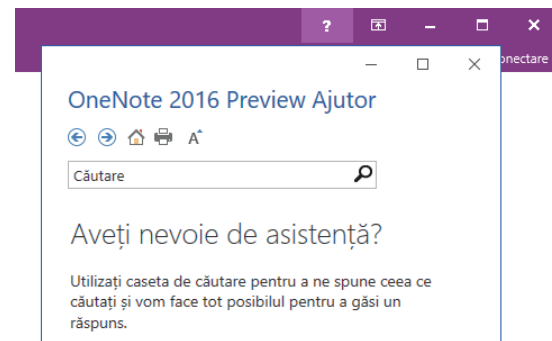 ?
onectare
OneNote 2016 Preview Ajutor
A
Căutare
Aveți nevoie de asistență?
Utilizați caseta de căutare pentru a ne spune ceea ce
căutați și vom face tot posibilul pentru a găsi un
răspuns.